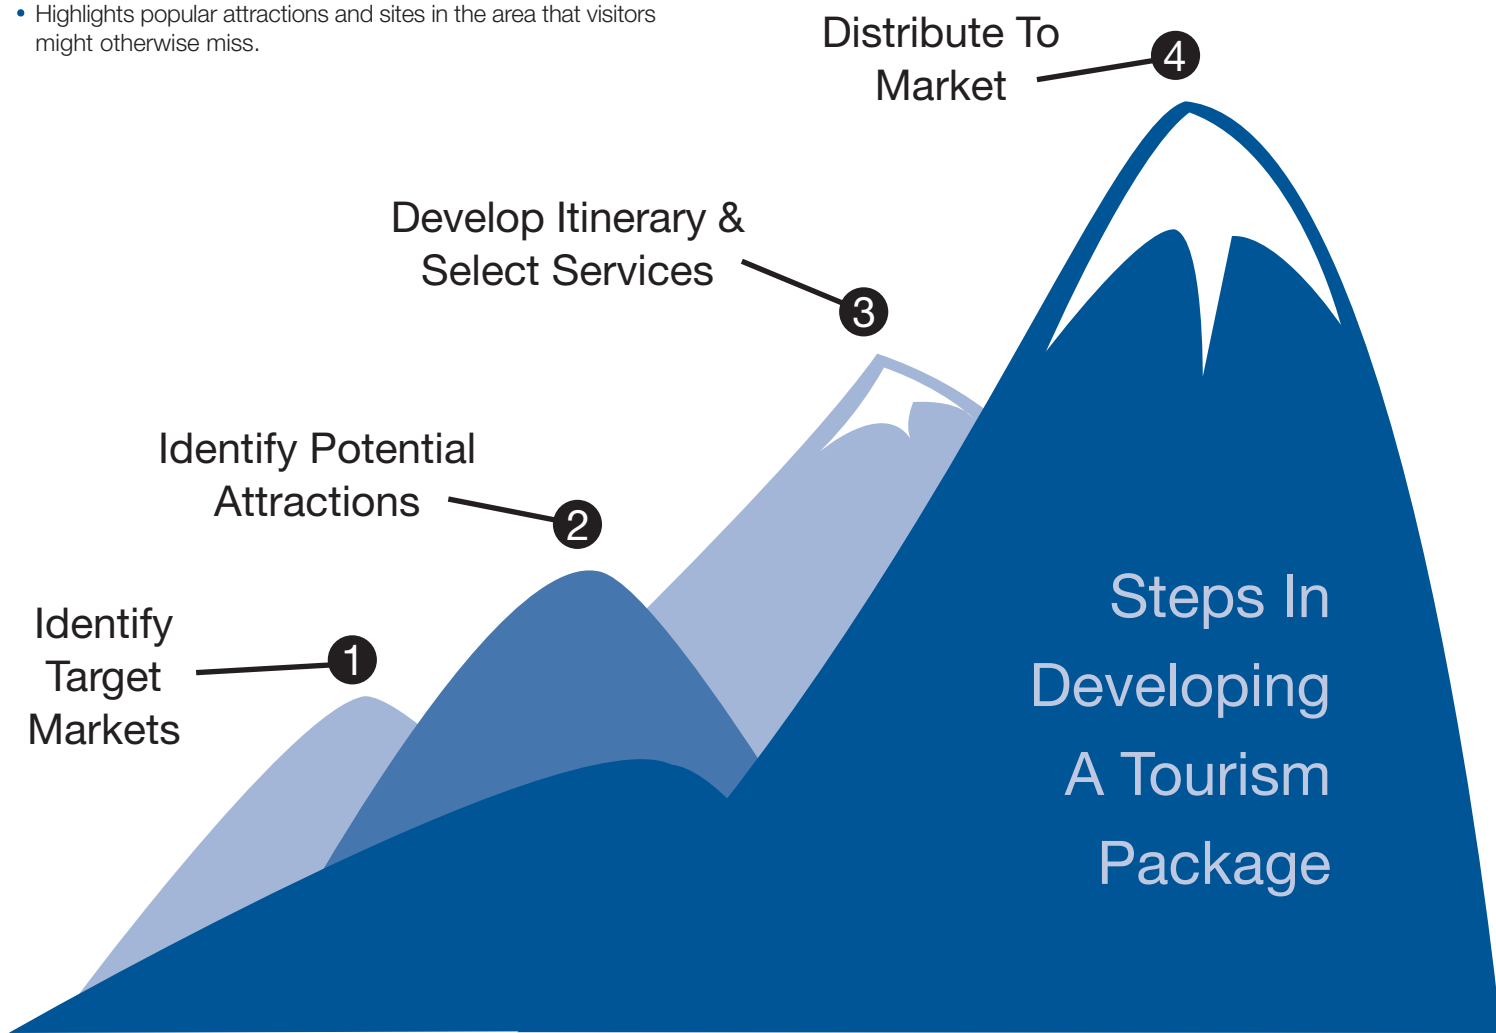 • Highlights popular attractions and sites in the area that visitors
might otherwise miss.
Distribute To
Market
4
Develop Itinerary &
Select Services
3
Identify Potential
Attractions
2
Identify
Target
Markets
1
Steps In
Developing
A Tourism
Package